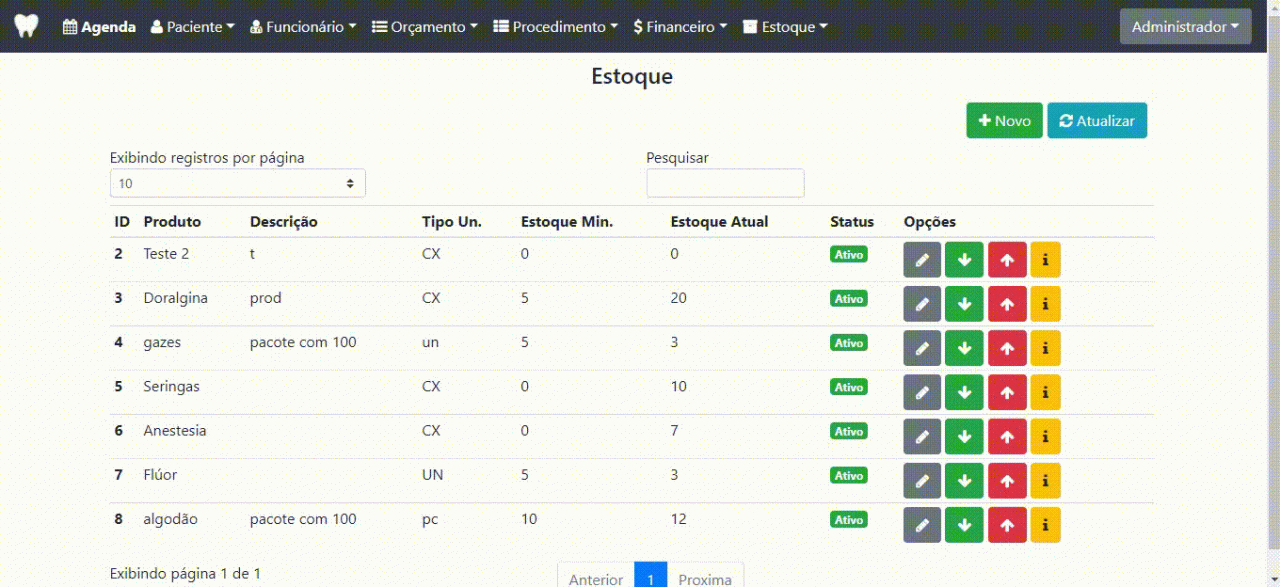 Agenda Paciente Funcionário Orçamento Procedimento Financeiro Estoque Administrador
Estoque
Novo Atualizar
Exibindo registros por página Pesquisar
10
ID Produto Descrição Tipo Un. Estoque Min. Estoque Atual Status Opções
2 Teste 2 t CX 0 0 Ativo
3 Doralgina prod CX 5 20 Ativo
4 gazes pacote com 100 un 5 3 Ativo
5 Seringas CX 0 10 Ativo
6 Anestesia CX 0 7 Ativo
7 Flúor UN 5 3 Ativo
8 algodão pacote com 100 pc 10 12 Ativo
Exibindo página 1 de 1 Anterior 1 Proxima